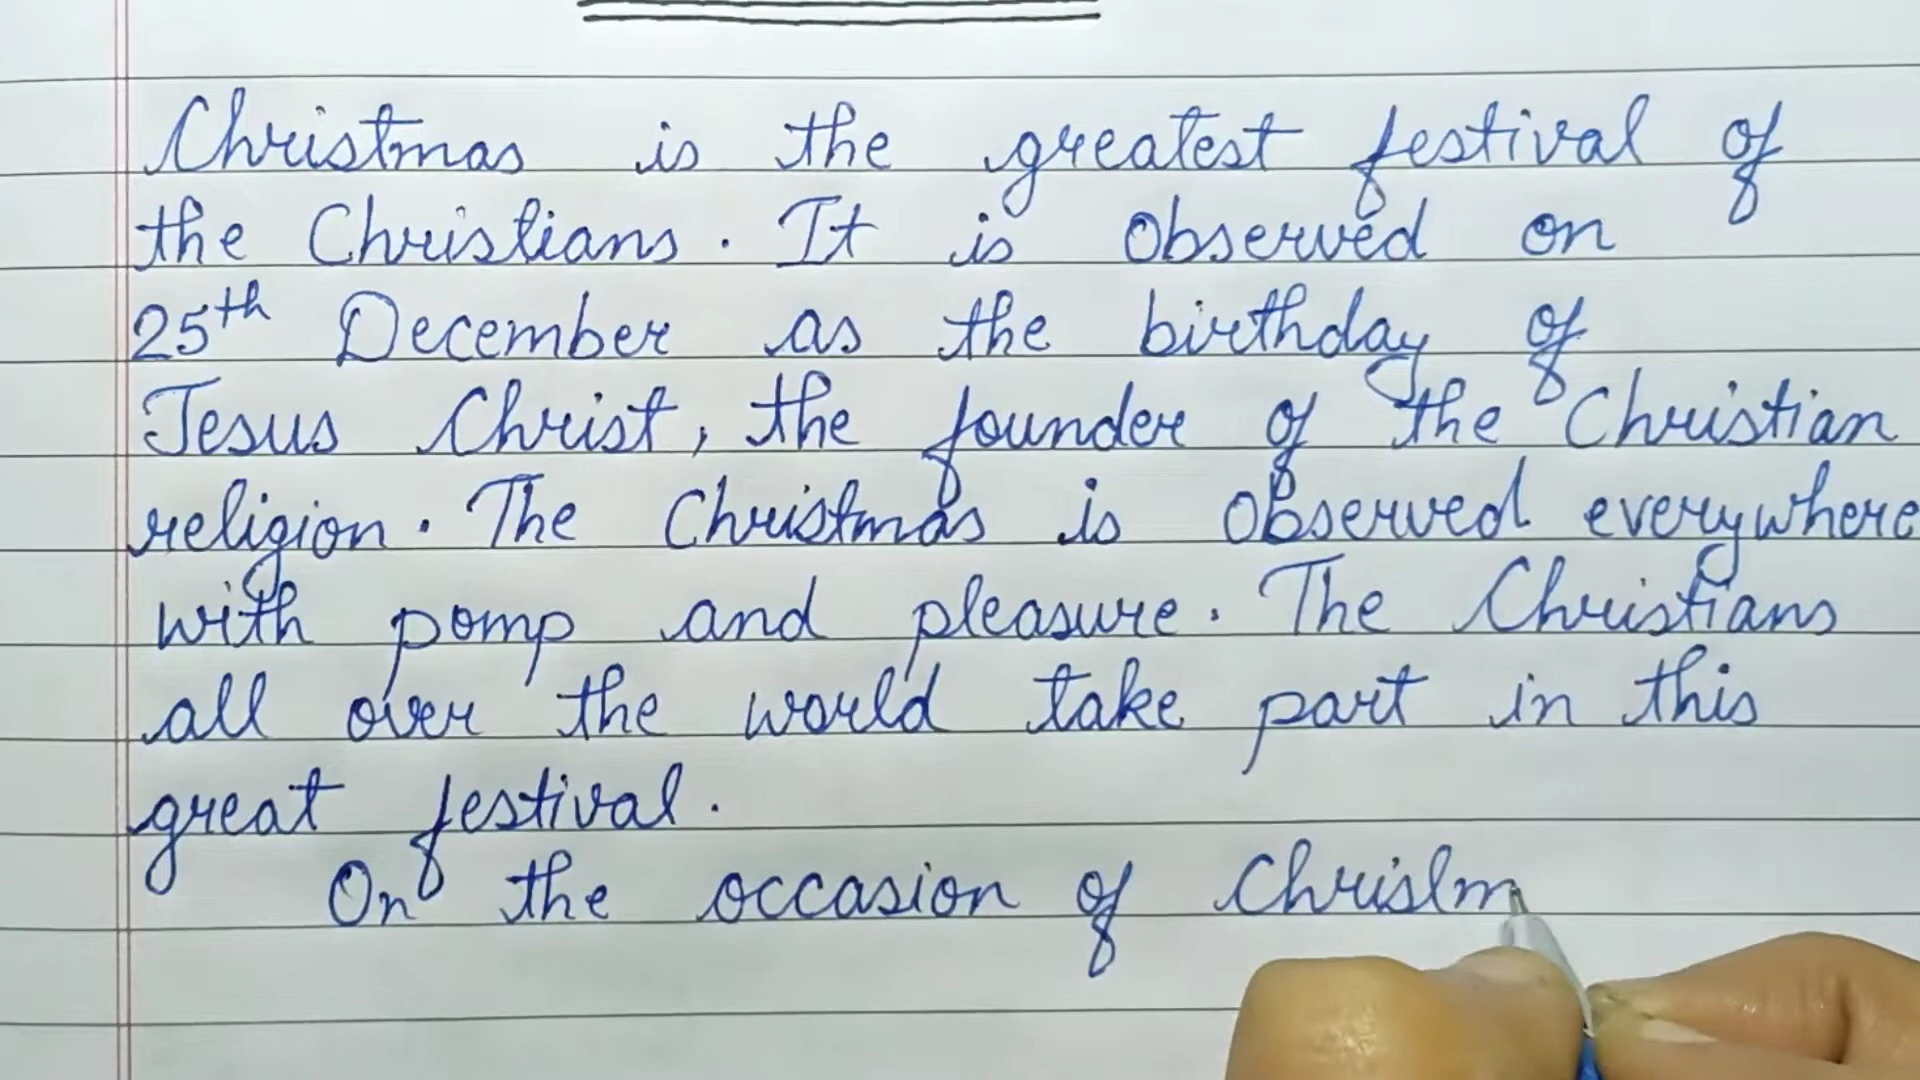 Christmas is the greatest festival of
the Christians. It is observed on
25th December as the birthday of
Jesus Christ, the founder of the Christian
religion. The Christmas is observed everywhere
with pomp and pleasure. The Christians
all over the world take part in this
great festival.
On the occasion of Christm